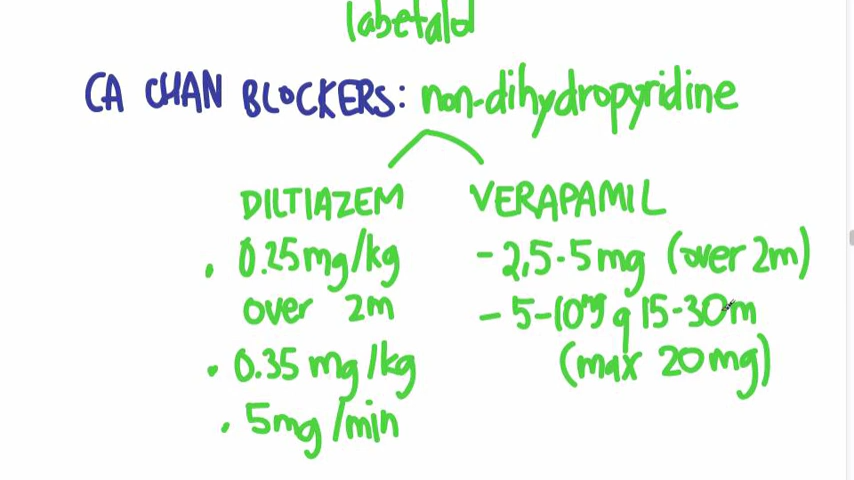 labetalol
CA CHAN BLOCKERS: non-dihydropyridine
DILTIAZEM
• 0.25mg/kg
over 2m
• 0.35 mg/kg
• 5mg/min
VERAPAMIL
- 2.5-5mg (over 2m)
- 5-10mg q 15-30m
(max 20mg)